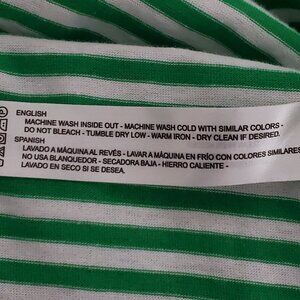 ENGLISH
MACHINE WASH INSIDE OUT - MACHINE WASH COLD WITH SIMILAR COLORS -
DO NOT BLEACH - TUMBLE DRY LOW - WARM IRON - DRY CLEAN IF DESIRED.
SPANISH
LAVADO A MÁQUINA AL REVÉS - LAVAR A MÁQUINA EN FRÍO CON COLORES SIMILARES
NO USA BLANQUEADOR - SECADORA BAJA - HIERRO CALIENTE -
LAVADO EN SECO SI SE DESEA.